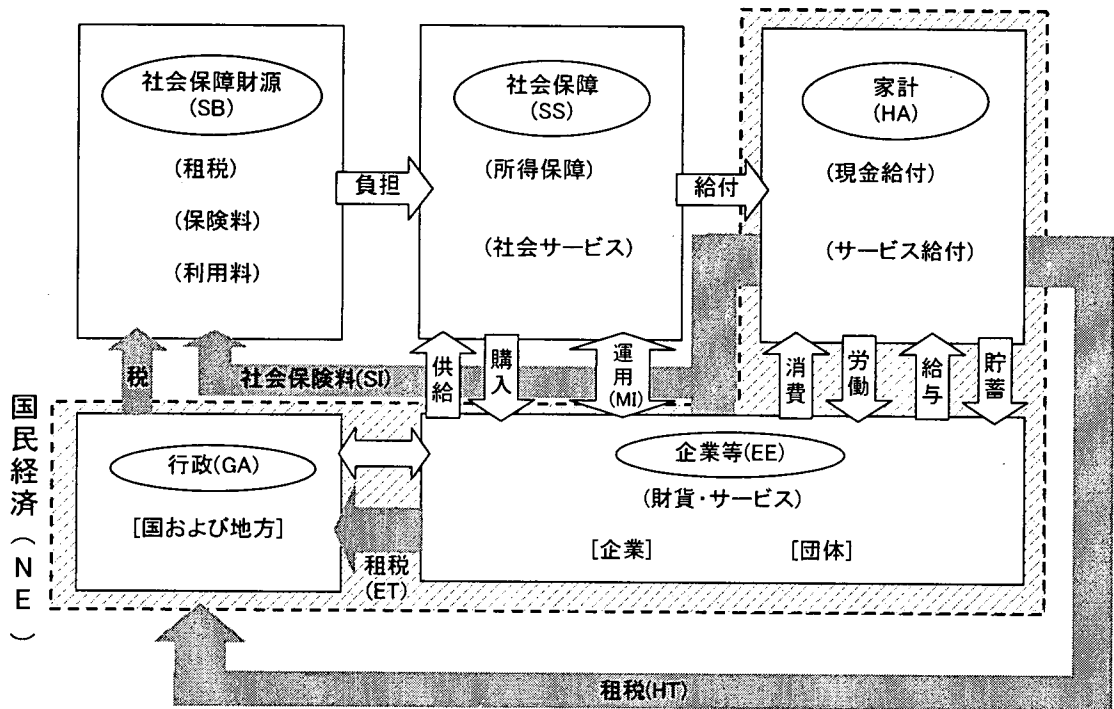 社会保障財源
(SB)
(租税)
(保険料)
(利用料)
負担
社会保障
(SS)
(所得保障)
(社会サービス)
給付
家計
(HA)
(現金給付)
(サービス給付)
税
社会保険料(SI)
供給
購入
運用
(MI)
消費
労働
給与
貯蓄
国民経済(NE)
行政(GA)
[国および地方]
租税
(ET)
企業等(EE)
(財貨・サービス)
[企業]
[団体]
租税(HT)